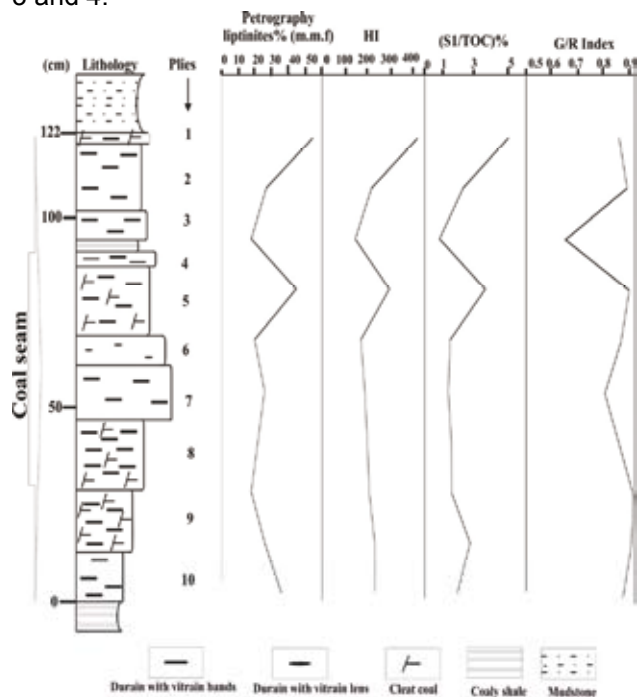 Petrography
liptinites% (m.m.f) HI (S1/TOC)% G/R Index
(cm) Lithology Plies
0 10 20 30 40 50 0 100 200 300 400 0 1 3 5 0.5 0.6 0.7 0.8 0.9
122
1
2
100
3
4
5
6
Coal seam
7
50
8
9
10
0
Durain with vitrain bands Durain with vitrain lens Cleat coal Coaly shale Mudstone